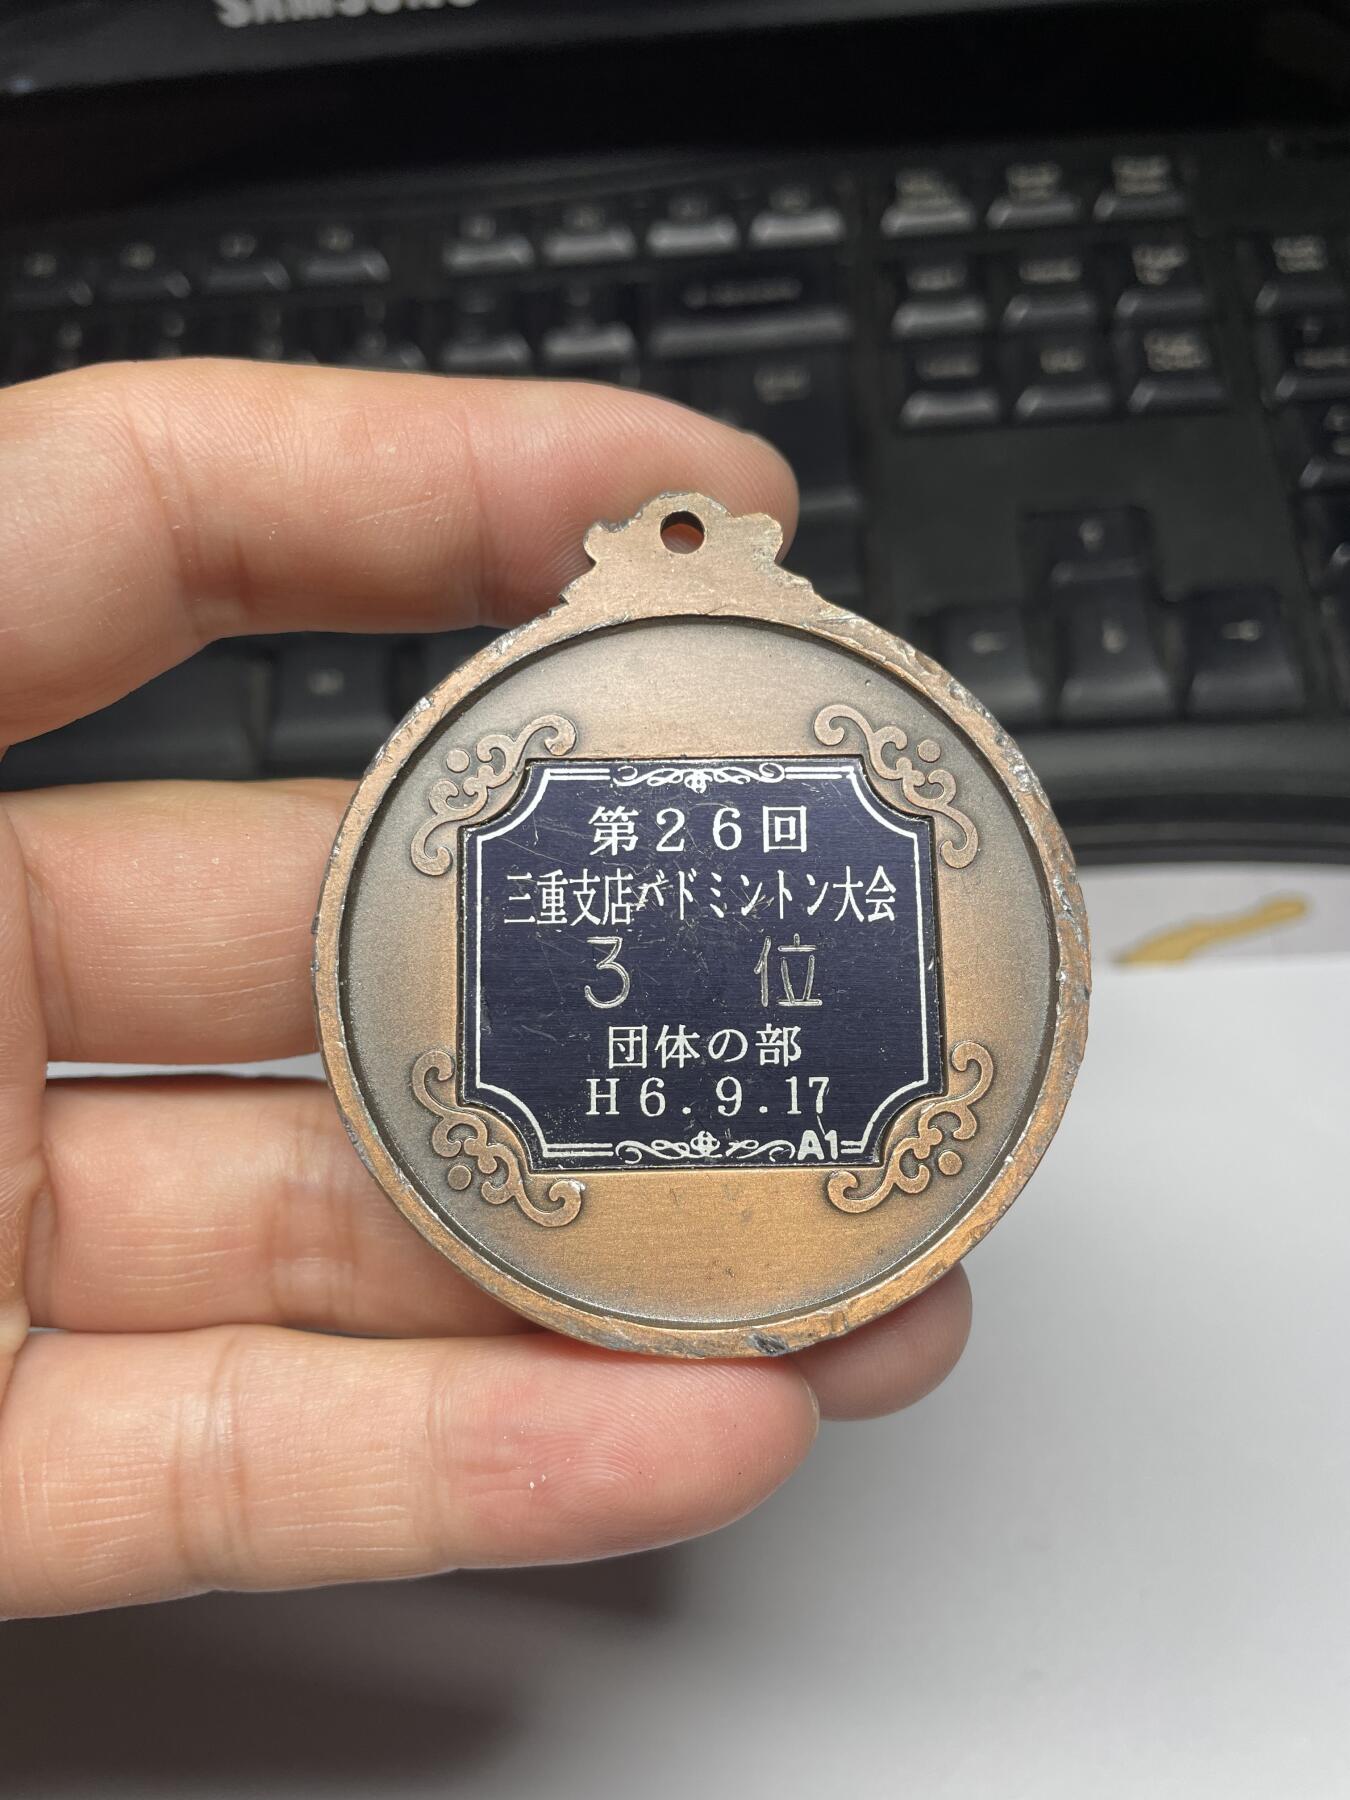 SAMSUNG
第26回
三重支店バドミントン大会
3 位
団体の部
H6.9.17
A1